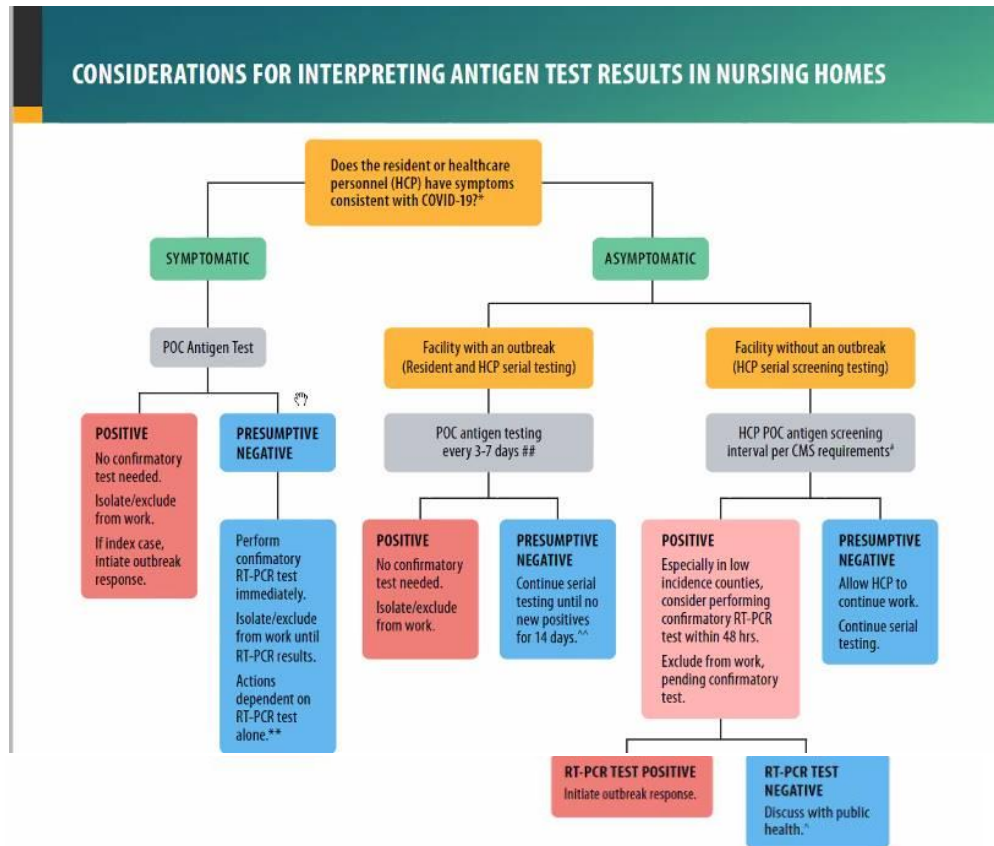 CONSIDERATIONS FOR INTERPRETING ANTIGEN TEST RESULTS IN NURSING HOMES
Does the resident or healthcare
personnel (HCP) have symptoms
consistent with COVID-19?*
SYMPTOMATIC
ASYMPTOMATIC
POC Antigen Test
Facility with an outbreak
(Resident and HCP serial testing)
Facility without an outbreak
(HCP serial screening testing)
POSITIVE
No confirmatory
test needed.
Isolate/exclude
from work.
If index case,
intiate outbreak
response.
PRESUMPTIVE
NEGATIVE
Perform
confimatory
RT-PCR test
immediately.
Isolate/exclude
from work until
RT-PCR results.
Actions
dependent on
RT-PCR test
alone.**
POC antigen testing
every 3-7 days ##
HCP POC antigen screening
interval per CMS requirements#
POSITIVE
No confirmatory
test needed.
Isolate/exclude
from work.
PRESUMPTIVE
NEGATIVE
Continue serial
testing until no
new positives
for 14 days.^^
POSITIVE
Especially in low
incidence counties,
consider performing
confirmatory RT-PCR
test within 48 hrs.
Exclude from work,
pending confirmatory
test.
PRESUMPTIVE
NEGATIVE
Allow HCP to
continue work.
Continue serial
testing.
RT-PCR TEST POSITIVE
Initiate outbreak response.
RT-PCR TEST
NEGATIVE
Discuss with public
health.^